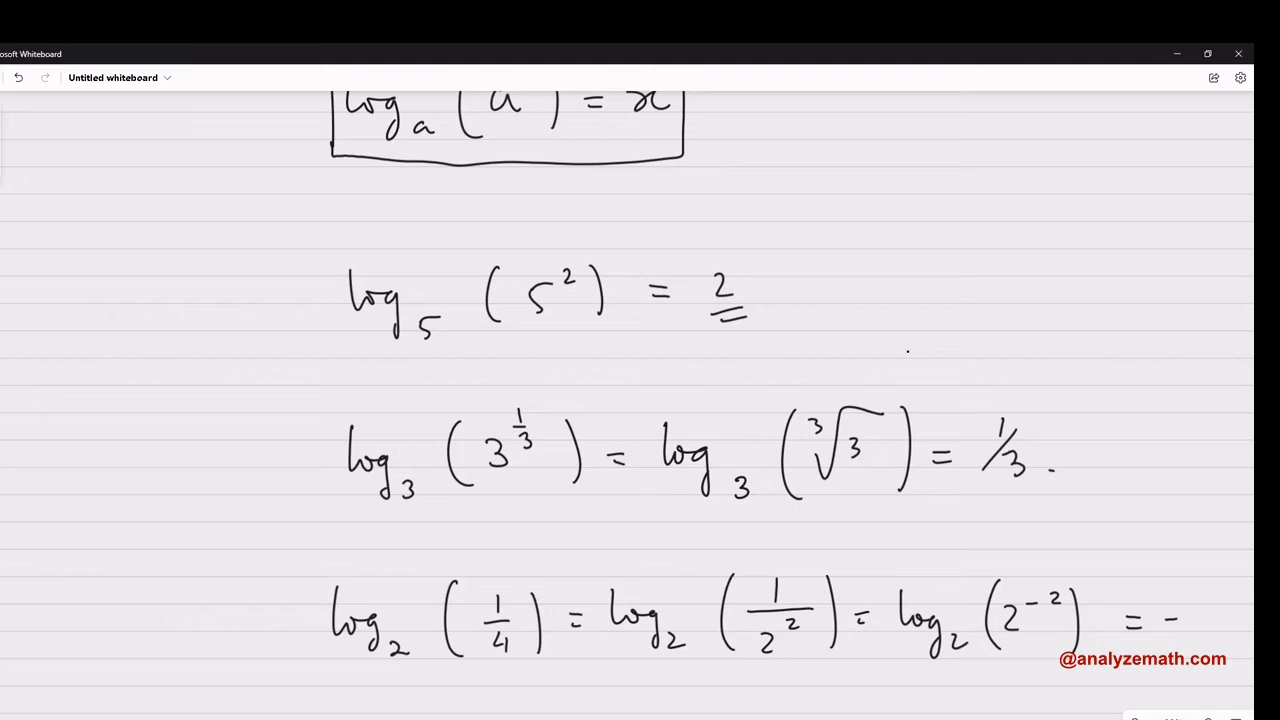 osoft Whiteboard
Untitled whiteboard
log_a (a ) = x
log_5 (5^2) = 2
log_3 (3^{1/3}) = log_3 (∛3) = 1/3 .
log_2 (1/4) = log_2 (1/2^2) = log_2 (2^{-2}) = -
@analyzemath.com